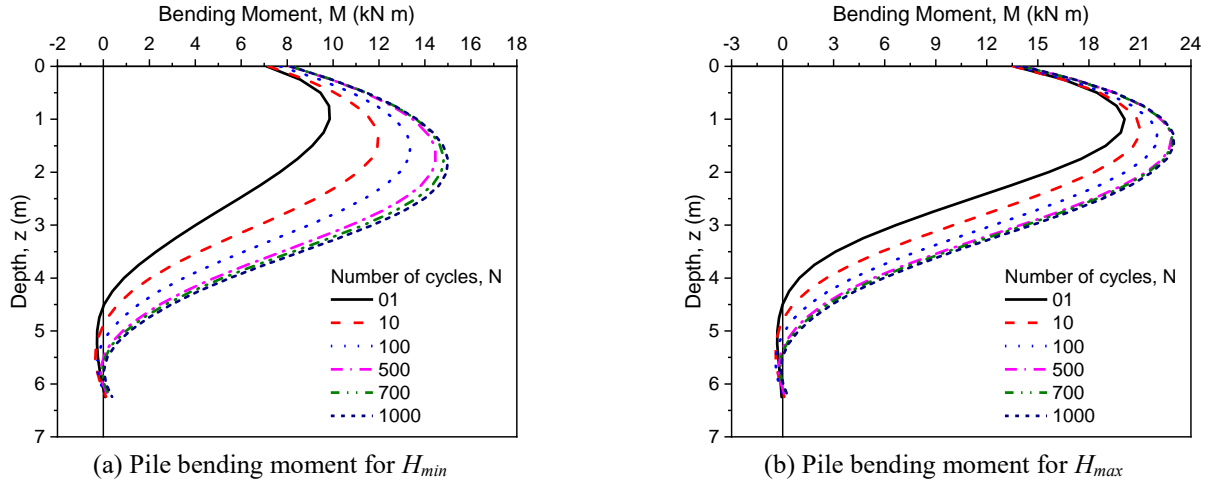 Bending Moment, M (kN m)
-2 0 2 4 6 8 10 12 14 16 18
0
1
2
3
4
5
6
7
Depth, z (m)
Number of cycles, N
01
10
100
500
700
1000
(a) Pile bending moment for Hmin
Bending Moment, M (kN m)
-3 0 3 6 9 12 15 18 21 24
0
1
2
3
4
5
6
7
Depth, z (m)
Number of cycles, N
01
10
100
500
700
1000
(b) Pile bending moment for Hmax